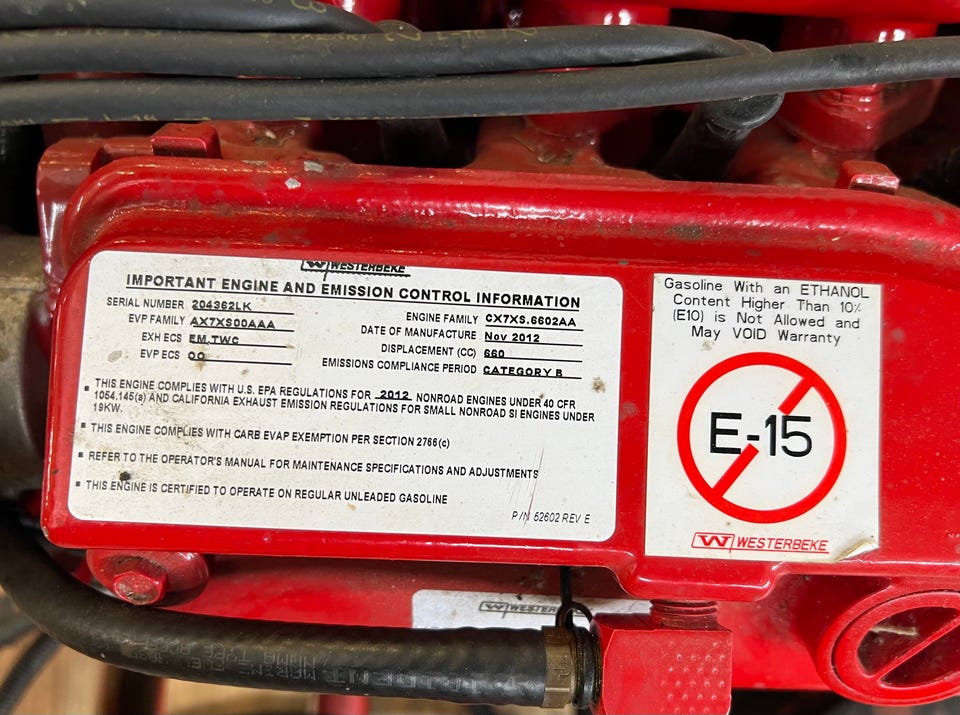 WESTERBEKE
IMPORTANT ENGINE AND EMISSION CONTROL INFORMATION
SERIAL NUMBER 204362LK
EVP FAMILY AX7XS00AAA
EXH ECS EM,TWC
EVP ECS OO
ENGINE FAMILY CX7XS.6602AA
DATE OF MANUFACTURE Nov 2012
DISPLACEMENT (CC) 660
EMISSIONS COMPLIANCE PERIOD CATEGORY B
▪ THIS ENGINE COMPLIES WITH U.S. EPA REGULATIONS FOR 2012 NONROAD ENGINES UNDER 40 CFR
1054.145(s) AND CALIFORNIA EXHAUST EMISSION REGULATIONS FOR SMALL NONROAD SI ENGINES UNDER
19KW.
▪ THIS ENGINE COMPLIES WITH CARB EVAP EXEMPTION PER SECTION 2766(c)
▪ REFER TO THE OPERATOR'S MANUAL FOR MAINTENANCE SPECIFICATIONS AND ADJUSTMENTS
▪ THIS ENGINE IS CERTIFIED TO OPERATE ON REGULAR UNLEADED GASOLINE
P/N 52602 REV E
Gasoline With an ETHANOL
Content Higher Than 10%
(E10) is Not Allowed and
May VOID Warranty
E-15
WESTERBEKE
WESTER